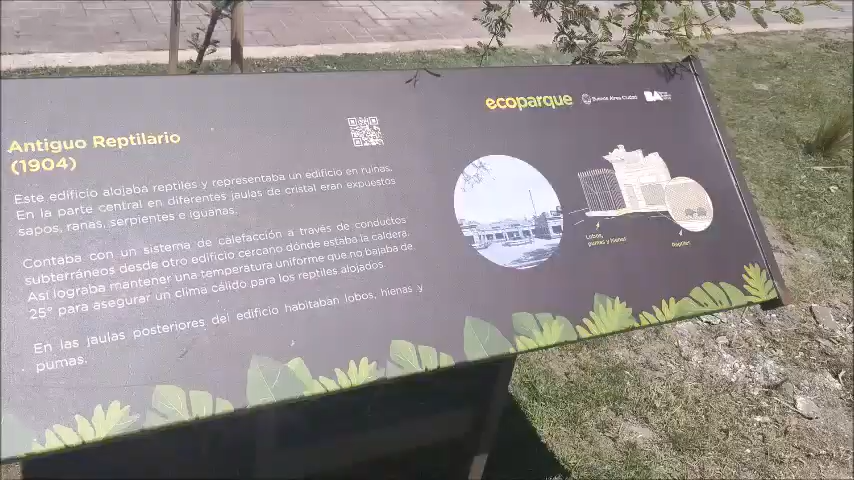 Antiguo Reptilario
(1904)
Este edificio alojaba reptiles y representaba un edificio en ruinas.
En la parte central en diferentes jaulas de cristal eran expuestos
sapos, ranas, serpientes e iguanas.
Contaba con un sistema de calefacción a través de conductos
subterráneos desde otro edificio cercano dónde estaba la caldera.
Así lograba mantener una temperatura uniforme que no bajaba de
25° para asegurar un clima cálido para los reptiles alojados.
En las jaulas posteriores del edificio habitaban lobos, hienas y
pumas.
ecoparque
Buenos Aires Ciudad
BA
Lobos,
pumas y hienas
Reptiles